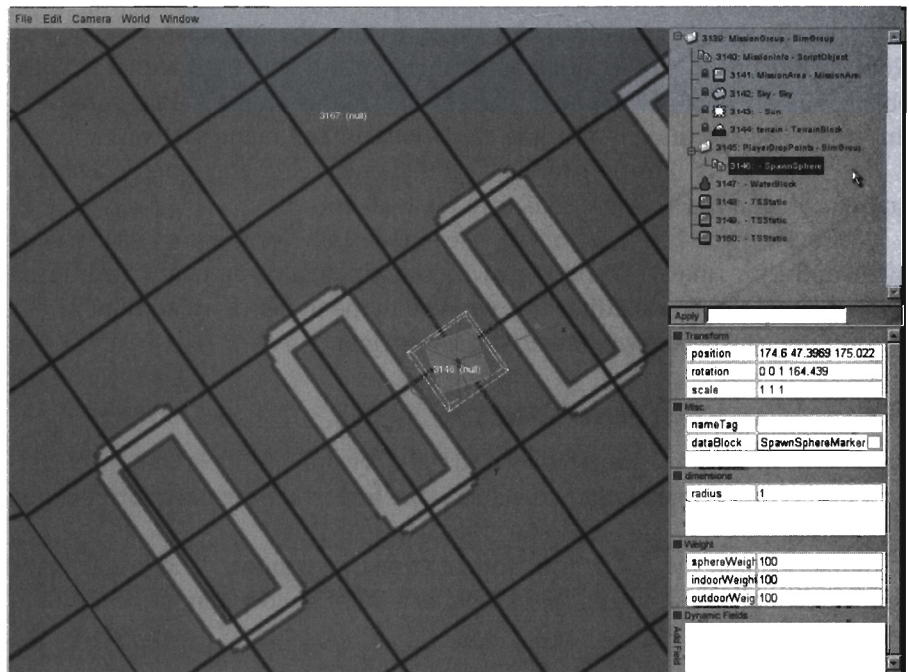 File Edit Camera World Window
3167 (null)
3146 (null)
x
Y
3139: MissionGroup - SimGroup
3140: MissionInfo - ScriptObject
3141: MissionArea - MissionAre
3142: Sky - Sky
3143: - Sun
3144: terrain - TerrainBlock
3145: PlayerDropPoints - SimGroup
3146: - SpawnSphere
3147: - WaterBlock
3148: - TSStatic
3149: - TSStatic
3150: - TSStatic
Apply
Transform
position 174.6 47.3969 175.022
rotation 0 0 1 164.439
scale 1 1 1
Misc
nameTag
dataBlock SpawnSphereMarker
dimensions
radius 1
Weight
sphereWeigh 100
indoorWeight 100
outdoorWeig 100
Dynamic Fields
Add Field